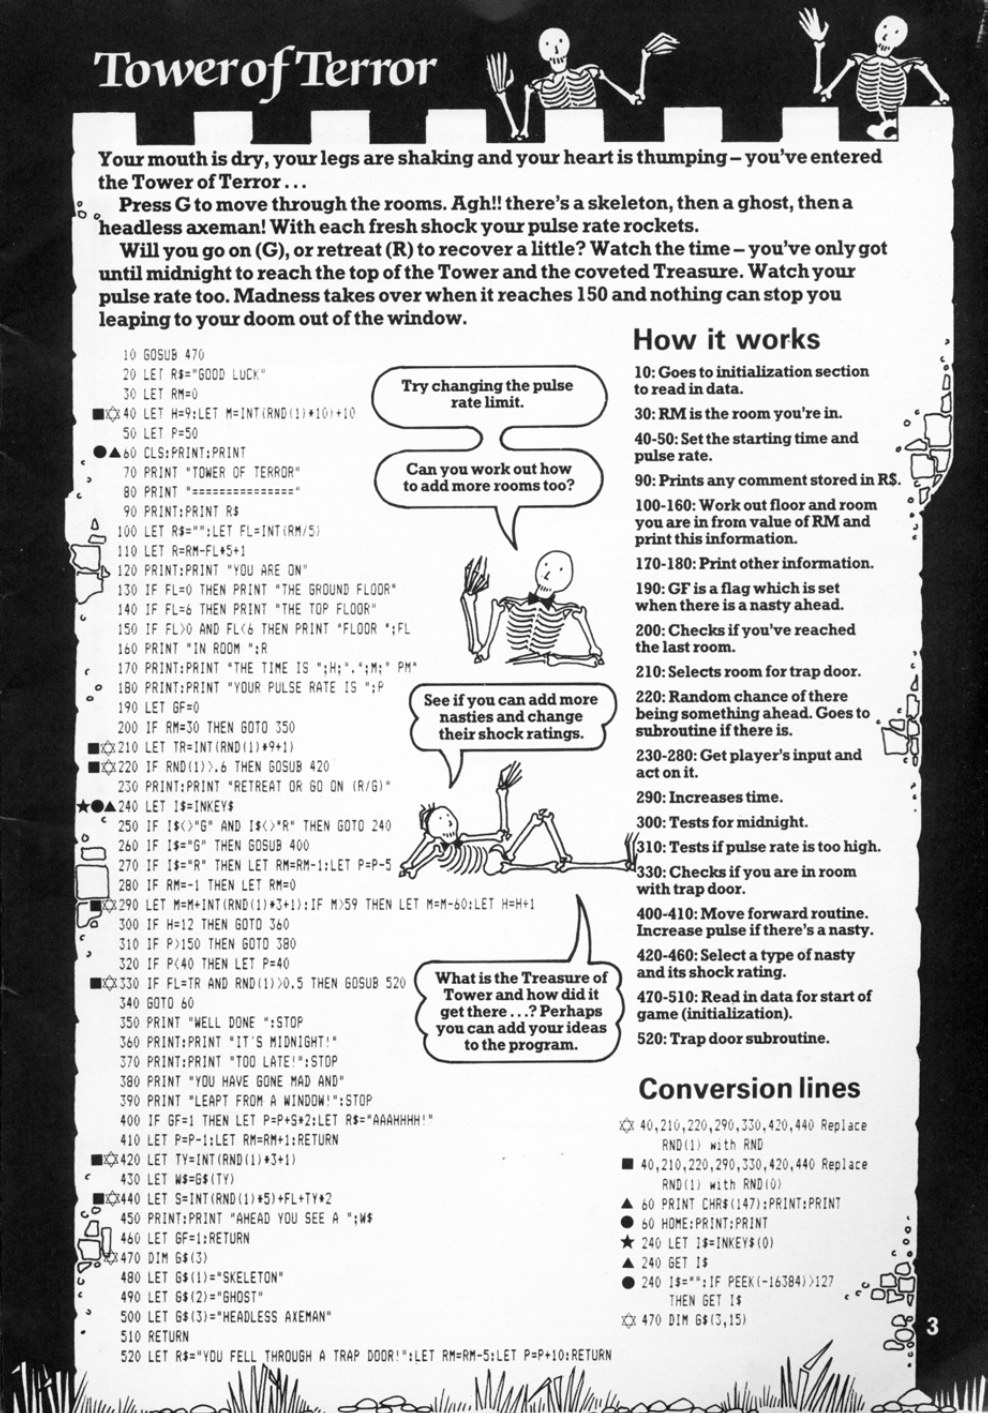 Tower of Terror
Your mouth is dry, your legs are shaking and your heart is thumping – you've entered
the Tower of Terror...
Press G to move through the rooms. Agh!! there's a skeleton, then a ghost, then a
headless axeman! With each fresh shock your pulse rate rockets.
Will you go on (G), or retreat (R) to recover a little? Watch the time – you've only got
until midnight to reach the top of the Tower and the coveted Treasure. Watch your
pulse rate too. Madness takes over when it reaches 150 and nothing can stop you
leaping to your doom out of the window.
10 GOSUB 470
20 LET R$="GOOD LUCK"
30 LET RM=0
■✡40 LET H=9:LET M=INT(RND(1)*10)+10
50 LET P=50
●▲60 CLS:PRINT:PRINT
70 PRINT "TOWER OF TERROR"
80 PRINT "==============="
90 PRINT:PRINT R$
100 LET R$="":LET FL=INT(RM/5)
110 LET R=RM-FL*5+1
120 PRINT:PRINT "YOU ARE ON"
130 IF FL=0 THEN PRINT "THE GROUND FLOOR"
140 IF FL=6 THEN PRINT "THE TOP FLOOR"
150 IF FL>0 AND FL<6 THEN PRINT "FLOOR ";FL
160 PRINT "IN ROOM ":R
170 PRINT:PRINT "THE TIME IS ";H;".";M;" PM"
180 PRINT:PRINT "YOUR PULSE RATE IS ";P
190 LET GF=0
200 IF RM=30 THEN GOTO 350
■✡210 LET TR=INT(RND(1)*9+1)
■✡220 IF RND(1)>.6 THEN GOSUB 420
230 PRINT:PRINT "RETREAT OR GO ON (R/G)"
★●▲240 LET I$=INKEY$
250 IF I$<>"G" AND I$<>"R" THEN GOTO 240
260 IF I$="G" THEN GOSUB 400
270 IF I$="R" THEN LET RM=RM-1:LET P=P-5
280 IF RM=-1 THEN LET RM=0
■✡290 LET M=M+INT(RND(1)*3+1):IF M>59 THEN LET M=M-60:LET H=H+1
300 IF H=12 THEN GOTO 360
310 IF P>150 THEN GOTO 380
320 IF P<40 THEN LET P=40
■✡330 IF FL=TR AND RND(1)>0.5 THEN GOSUB 520
340 GOTO 60
350 PRINT "WELL DONE ":STOP
360 PRINT:PRINT "IT'S MIDNIGHT!"
370 PRINT:PRINT "TOO LATE!":STOP
380 PRINT "YOU HAVE GONE MAD AND"
390 PRINT "LEAPT FROM A WINDOW!":STOP
400 IF GF=1 THEN LET P=P+S*2:LET R$="AAAHHHH!"
410 LET P=P-1:LET RM=RM+1:RETURN
■✡420 LET TY=INT(RND(1)*3+1)
430 LET W$=G$(TY)
■✡440 LET S=INT(RND(1)*5)+FL+TY*2
450 PRINT:PRINT "AHEAD YOU SEE A ";W$
460 LET GF=1:RETURN
✡470 DIM G$(3)
480 LET G$(1)="SKELETON"
490 LET G$(2)="GHOST"
500 LET G$(3)="HEADLESS AXEMAN"
510 RETURN
520 LET R$="YOU FELL THROUGH A TRAP DOOR!":LET RM=RM-5:LET P=P+10:RETURN
Try changing the pulse
rate limit.
Can you work out how
to add more rooms too?
See if you can add more
nasties and change
their shock ratings.
What is the Treasure of
Tower and how did it
get there ...? Perhaps
you can add your ideas
to the program.
How it works
10: Goes to initialization section
to read in data.
30: RM is the room you're in.
40-50: Set the starting time and
pulse rate.
90: Prints any comment stored in R$.
100-160: Work out floor and room
you are in from value of RM and
print this information.
170-180: Print other information.
190: GF is a flag which is set
when there is a nasty ahead.
200: Checks if you've reached
the last room.
210: Selects room for trap door.
220: Random chance of there
being something ahead. Goes to
subroutine if there is.
230-280: Get player's input and
act on it.
290: Increases time.
300: Tests for midnight.
310: Tests if pulse rate is too high.
330: Checks if you are in room
with trap door.
400-410: Move forward routine.
Increase pulse if there's a nasty.
420-460: Select a type of nasty
and its shock rating.
470-510: Read in data for start of
game (initialization).
520: Trap door subroutine.
Conversion lines
✡ 40,210,220,290,330,420,440 Replace
RND(1) with RND
■ 40,210,220,290,330,420,440 Replace
RND(1) with RND(0)
▲ 60 PRINT CHR$(147):PRINT:PRINT
● 60 HOME:PRINT:PRINT
★ 240 LET I$=INKEY$(0)
▲ 240 GET I$
● 240 I$="":IF PEEK(-16384)>127
THEN GET I$
✡ 470 DIM G$(3,15)
3